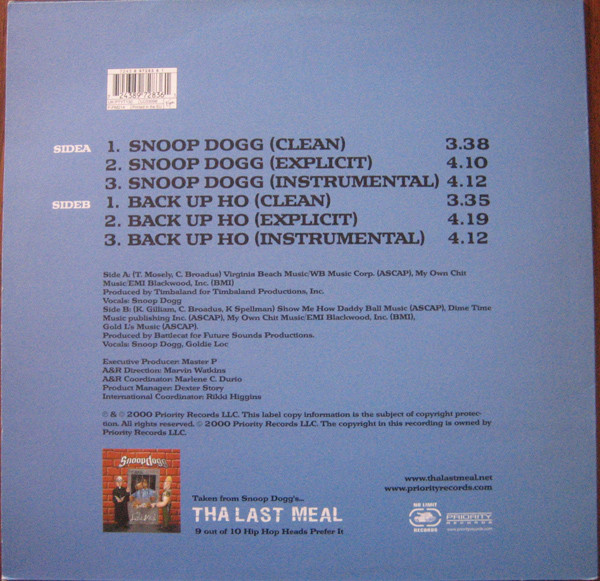 SIDEA 1. SNOOP DOGG (CLEAN) 3.38
2. SNOOP DOGG (EXPLICIT) 4.10
3. SNOOP DOGG (INSTRUMENTAL) 4.12
SIDEB 1. BACK UP HO (CLEAN) 3.35
2. BACK UP HO (EXPLICIT) 4.19
3. BACK UP HO (INSTRUMENTAL) 4.12
Side A: (T. Mosely, C. Broadus) Virginia Beach Music/WB Music Corp. (ASCAP), My Own Chit
Music/EMI Blackwood, Inc. (BMI)
Produced by Timbaland for Timbaland Productions, Inc.
Vocals: Snoop Dogg
Side B: (K. Gilliam, C. Broadus, K Spellman) Show Me How Daddy Ball Music (ASCAP), Dime Time
Music publishing Inc. (ASCAP), My Own Chit Music/EMI Blackwood, Inc. (BMI),
Gold L's Music (ASCAP).
Produced by Battlecat for Future Sounds Productions.
Vocals: Snoop Dogg, Goldie Loc
Executive Producer: Master P
A&R Direction: Marvin Watkins
A&R Coordinator: Marlene C. Durio
Product Manager: Dexter Story
International Coordinator: Rikki Higgins
℗ & © 2000 Priority Records LLC. This label copy information is the subject of copyright protec-
tion. All rights reserved. © 2000 Priority Records LLC. The copyright in this recording is owned by
Priority Records LLC.
Snoop Dogg
www.thalastmeal.net
www.priorityrecords.com
Taken from Snoop Dogg's...
THA LAST MEAL
9 out of 10 Hip Hop Heads Prefer It
NO LIMIT
RECORDS
PRIORITY
RECORDS
www.priorityrecords.com